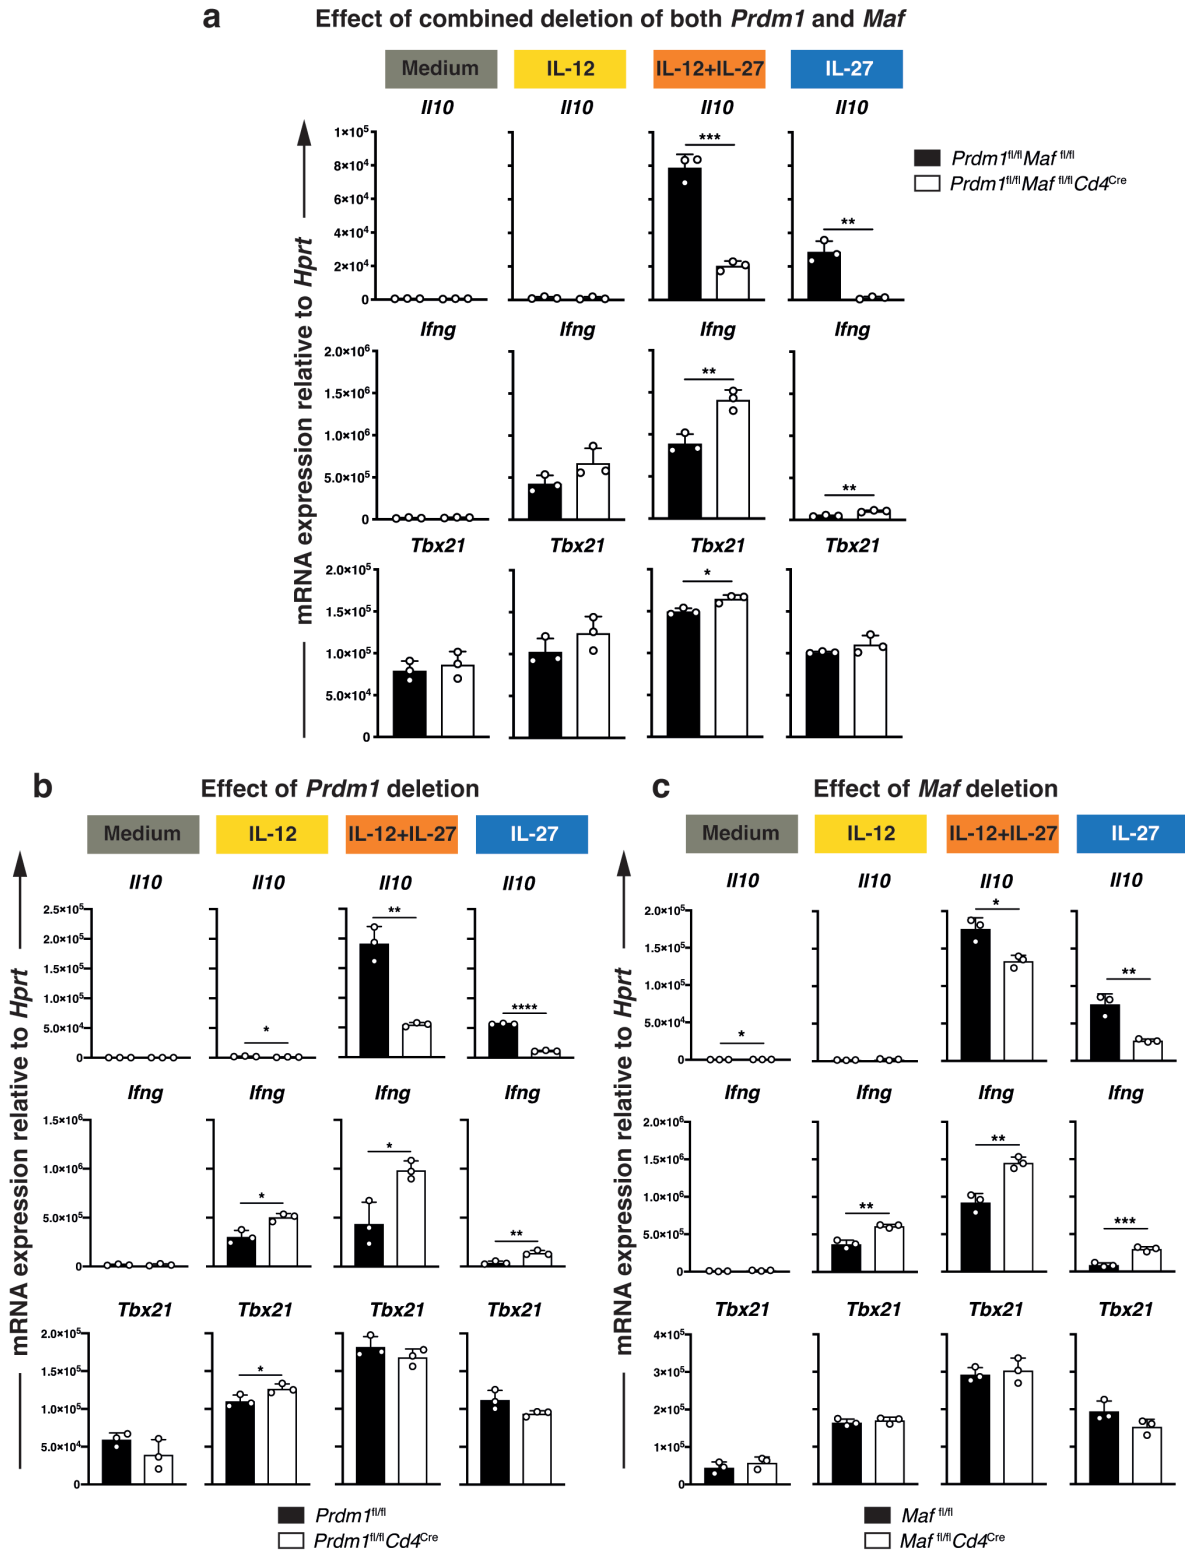 a Effect of combined deletion of both Prdm1 and Maf
Medium IL-12 IL-12+IL-27 IL-27
Il10 Il10 Il10 Il10
mRNA expression relative to Hprt
1×10⁵
8×10⁴
6×10⁴
4×10⁴
2×10⁴
0
***
**
Prdm1fl/flMaf fl/fl
Prdm1fl/flMaf fl/flCd4Cre
Ifng Ifng Ifng Ifng
2.0×10⁶
1.5×10⁶
1.0×10⁶
5.0×10⁵
0
**
**
Tbx21 Tbx21 Tbx21 Tbx21
2.0×10⁵
1.5×10⁵
1.0×10⁵
5.0×10⁴
0
*
b Effect of Prdm1 deletion
Medium IL-12 IL-12+IL-27 IL-27
Il10 Il10 Il10 Il10
mRNA expression relative to Hprt
2.5×10⁵
2.0×10⁵
1.5×10⁵
1.0×10⁵
5.0×10⁴
0
*
**
****
Ifng Ifng Ifng Ifng
1.5×10⁶
1.0×10⁶
5.0×10⁵
0
*
*
**
Tbx21 Tbx21 Tbx21 Tbx21
2.0×10⁵
1.5×10⁵
1.0×10⁵
5.0×10⁴
0
*
Prdm1fl/fl
Prdm1fl/flCd4Cre
c Effect of Maf deletion
Medium IL-12 IL-12+IL-27 IL-27
Il10 Il10 Il10 Il10
mRNA expression relative to Hprt
2.0×10⁵
1.5×10⁵
1.0×10⁵
5.0×10⁴
0
*
*
**
Ifng Ifng Ifng Ifng
2.0×10⁶
1.5×10⁶
1.0×10⁶
5.0×10⁵
0
**
**
***
Tbx21 Tbx21 Tbx21 Tbx21
4×10⁵
3×10⁵
2×10⁵
1×10⁵
0
Maf fl/fl
Maf fl/flCd4Cre